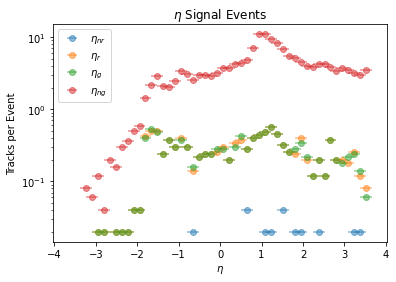 η Signal Events
η_nr
η_r
η_g
η_ng
Tracks per Event
10¹
10⁰
10⁻¹
−4 −3 −2 −1 0 1 2 3 4
η